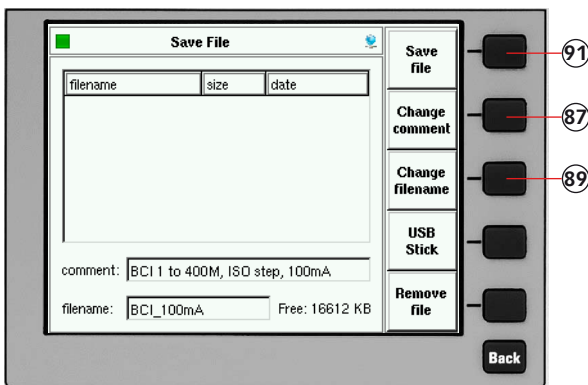 Save File
filename size date
comment: BCI 1 to 400M, ISO step, 100mA
filename: BCI_100mA Free: 16612 KB
Save
file
Change
comment
Change
filename
USB
Stick
Remove
file
Back
91
87
89